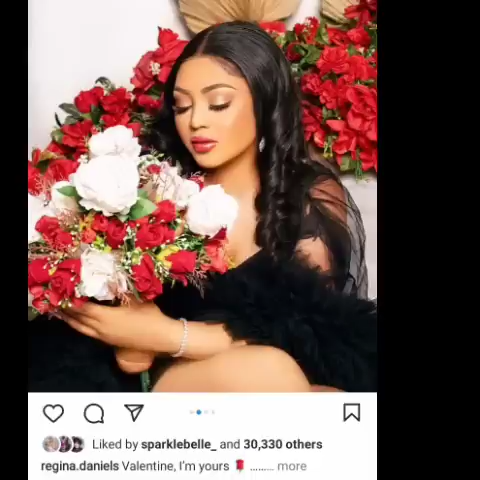 Liked by sparklebelle_ and 30,330 others
regina.daniels Valentine, I'm yours 🌹 ......... more